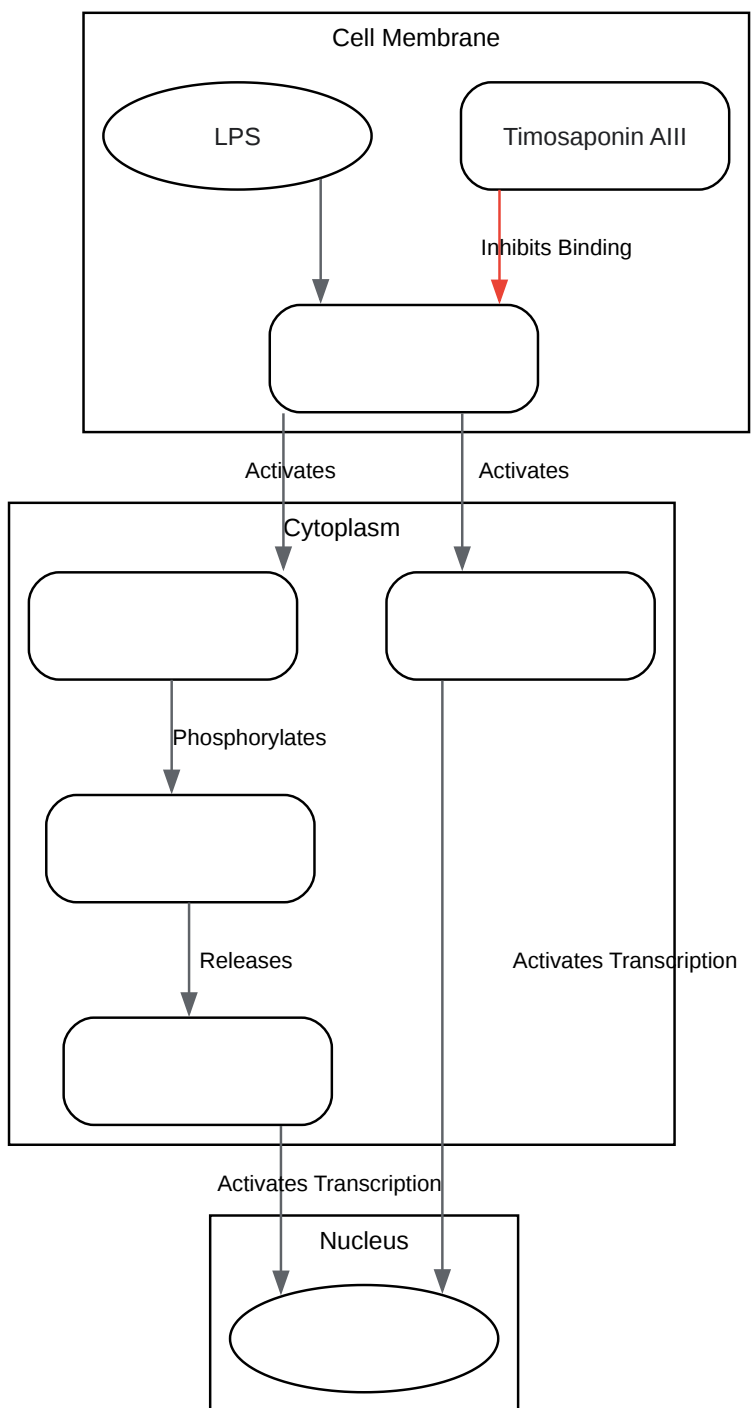 Cell Membrane
LPS
Timosaponin AIII
Inhibits Binding
Activates
Activates
Cytoplasm
Phosphorylates
Releases
Activates Transcription
Activates Transcription
Nucleus